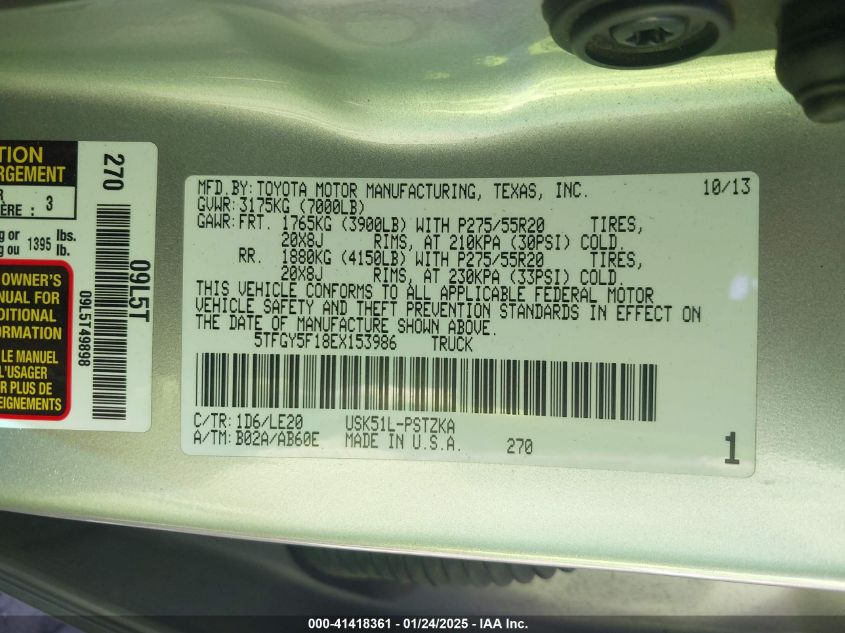 TION
RGEMENT
R
ÈRE : 3
g or 1395 lbs.
g ou lb.
OWNER'S
NUAL FOR
DITIONAL
ORMATION
LE MANUEL
L'USAGER
R PLUS DE
EIGNEMENTS
270
09L5T
09L5T49898
MFD.BY: TOYOTA MOTOR MANUFACTURING, TEXAS, INC. 10/13
GVWR: 3175KG (7000LB)
GAWR: FRT. 1765KG (3900LB) WITH P275/55R20 TIRES,
20X8J RIMS, AT 210KPA (30PSI) COLD.
RR. 1880KG (4150LB) WITH P275/55R20 TIRES,
20X8J RIMS, AT 230KPA (33PSI) COLD.
THIS VEHICLE CONFORMS TO ALL APPLICABLE FEDERAL MOTOR
VEHICLE SAFETY AND THEFT PREVENTION STANDARDS IN EFFECT ON
THE DATE OF MANUFACTURE SHOWN ABOVE.
5TFGY5F18EX153986 TRUCK
C/TR: 1D6/LE20 USK51L-PSTZKA
A/TM: B02A/AB60E MADE IN U.S.A. 270 1
000-41418361 - 01/24/2025 - IAA Inc.